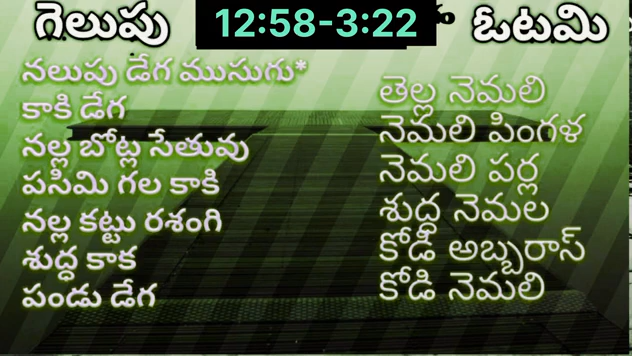 గెలుపు
12:58-3:22
ఓటమి
నలుపు డేగ ముసుగు*
కాకి డేగ
నల్ల బోట్ల సేతువు
పసిమి గల కాకి
నల్ల కట్టు రశంగి
శుద్ధ కాక
పండు డేగ
తెల్ల నెమలి
నెమలి పింగళ
నెమలి పర్ల
శుద్ధ నెమల
కోడి అబ్బరాస్
కోడి నెమలి